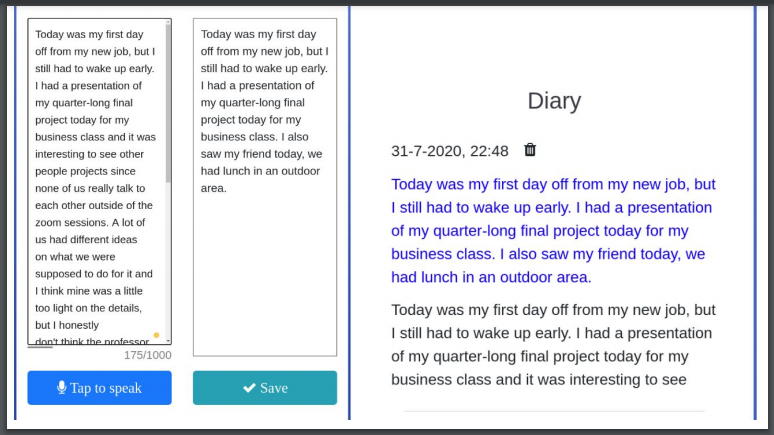 Today was my first day
off from my new job, but I
still had to wake up early.
I had a presentation of
my quarter-long final
project today for my
business class and it was
interesting to see other
people projects since
none of us really talk to
each other outside of the
zoom sessions. A lot of
us had different ideas
on what we were
supposed to do for it and
I think mine was a little
too light on the details,
but I honestly
don't think the professor
175/1000
Tap to speak
Today was my first day
off from my new job, but I
still had to wake up early.
I had a presentation of
my quarter-long final
project today for my
business class. I also
saw my friend today, we
had lunch in an outdoor
area.
Save
Diary
31-7-2020, 22:48
Today was my first day off from my new job, but
I still had to wake up early. I had a presentation
of my quarter-long final project today for my
business class. I also saw my friend today, we
had lunch in an outdoor area.
Today was my first day off from my new job, but
I still had to wake up early. I had a presentation
of my quarter-long final project today for my
business class and it was interesting to see